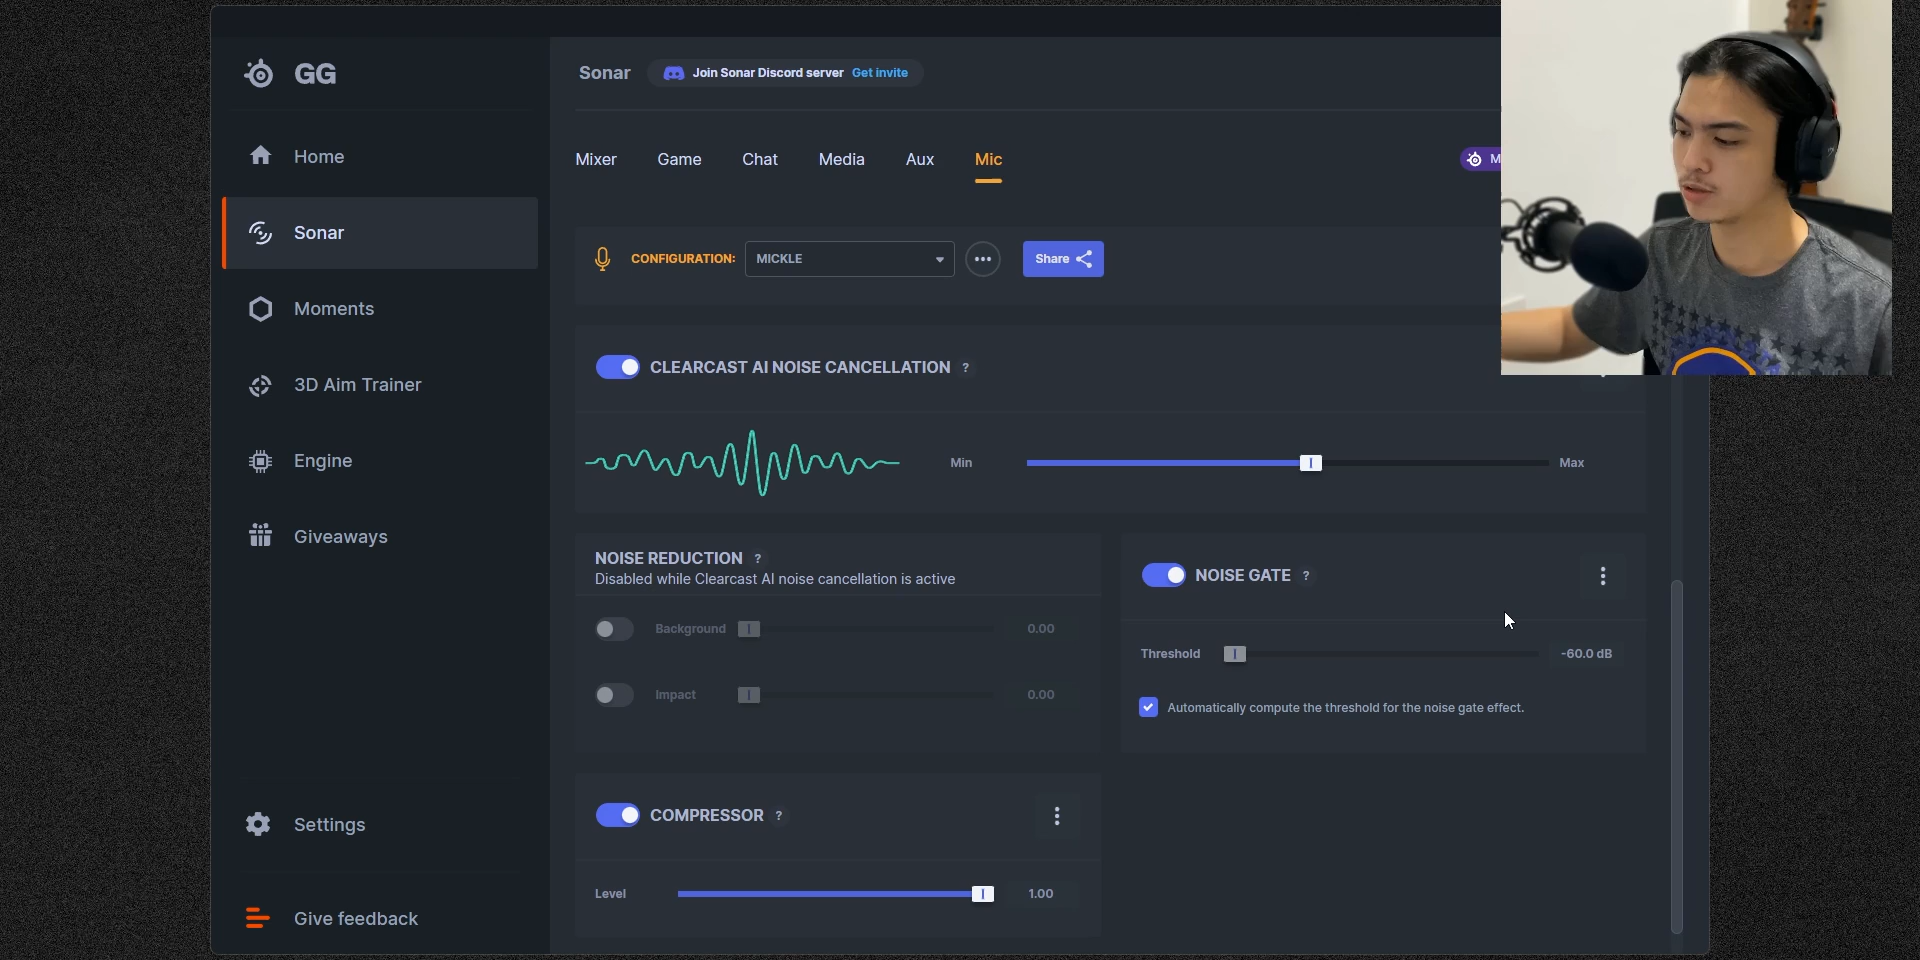 GG
Home
Sonar
Moments
3D Aim Trainer
Engine
Giveaways
Settings
Give feedback
Sonar
Join Sonar Discord server Get invite
Mixer Game Chat Media Aux Mic
M
CONFIGURATION: MICKLE Share
CLEARCAST AI NOISE CANCELLATION ?
Min Max
NOISE REDUCTION ?
Disabled while Clearcast AI noise cancellation is active
Background 0.00
Impact 0.00
NOISE GATE ?
Threshold -60.0 dB
Automatically compute the threshold for the noise gate effect.
COMPRESSOR ?
Level 1.00